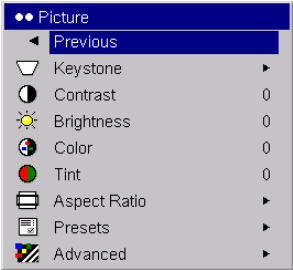 Picture
Previous
Keystone
Contrast 0
Brightness 0
Color 0
Tint 0
Aspect Ratio
Presets
Advanced